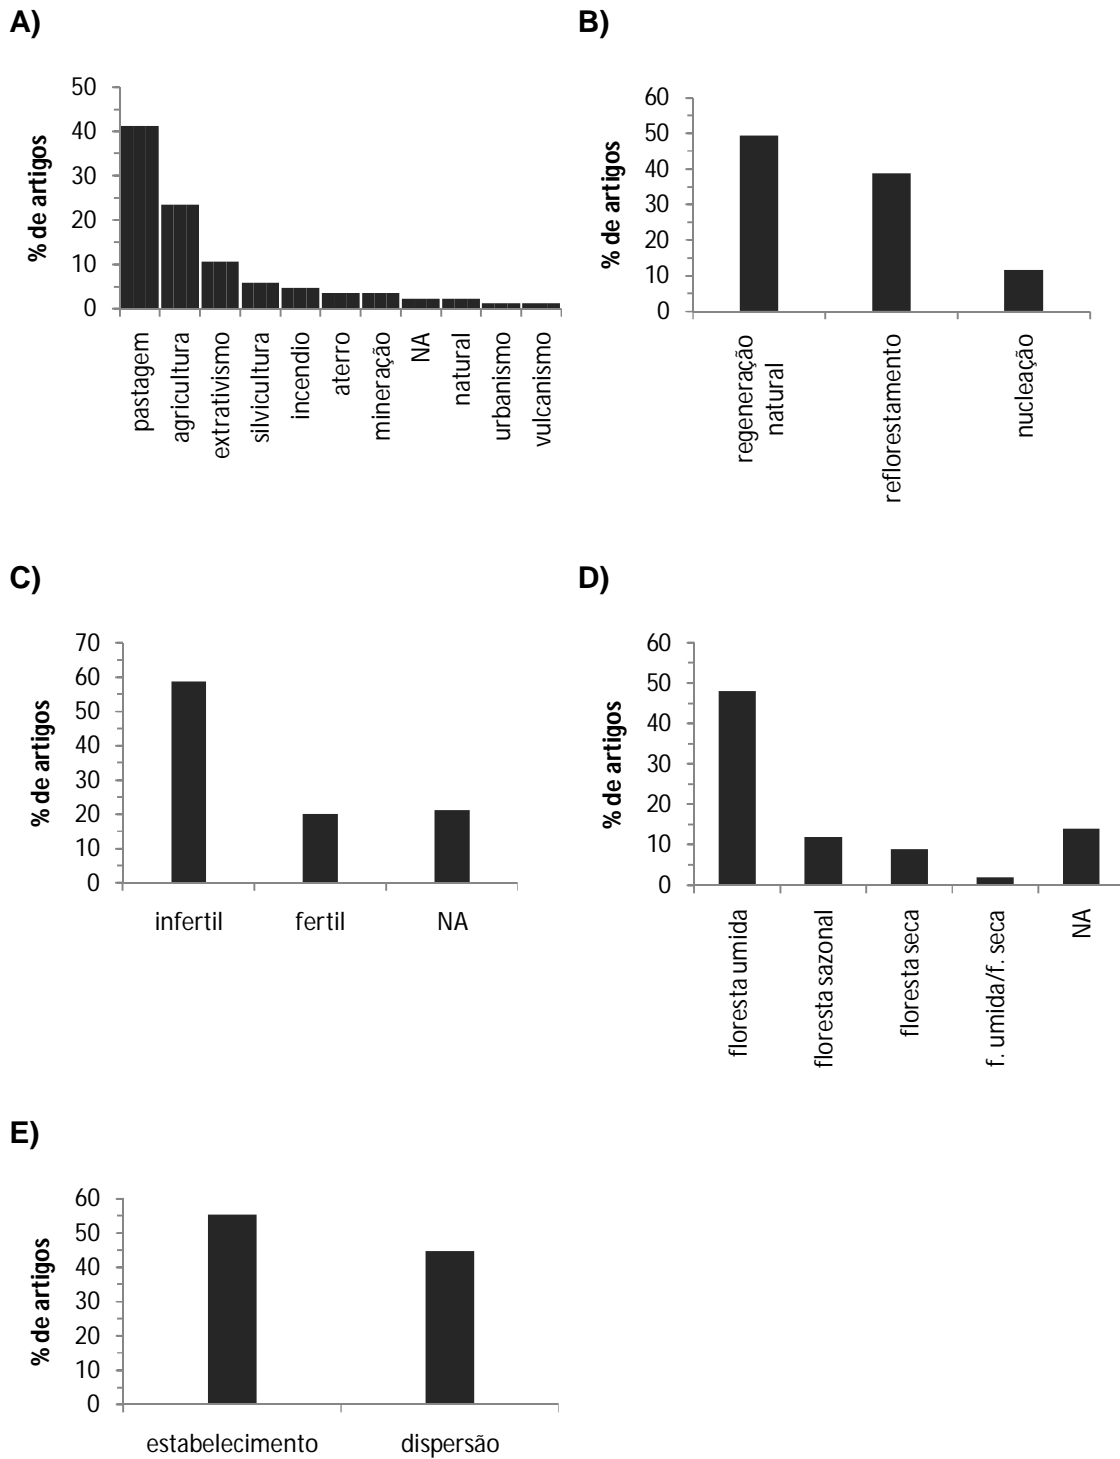 A)
% de artigos
50
40
30
20
10
0
pastagem
agricultura
extrativismo
silvicultura
incendio
aterro
mineração
NA
natural
urbanismo
vulcanismo
B)
% de artigos
60
50
40
30
20
10
0
regeneração
natural
reflorestamento
nucleação
C)
% de artigos
70
60
50
40
30
20
10
0
infertil
fertil
NA
D)
% de artigos
60
50
40
30
20
10
0
floresta umida
floresta sazonal
floresta seca
f. umida/f. seca
NA
E)
% de artigos
60
50
40
30
20
10
0
estabelecimento
dispersão